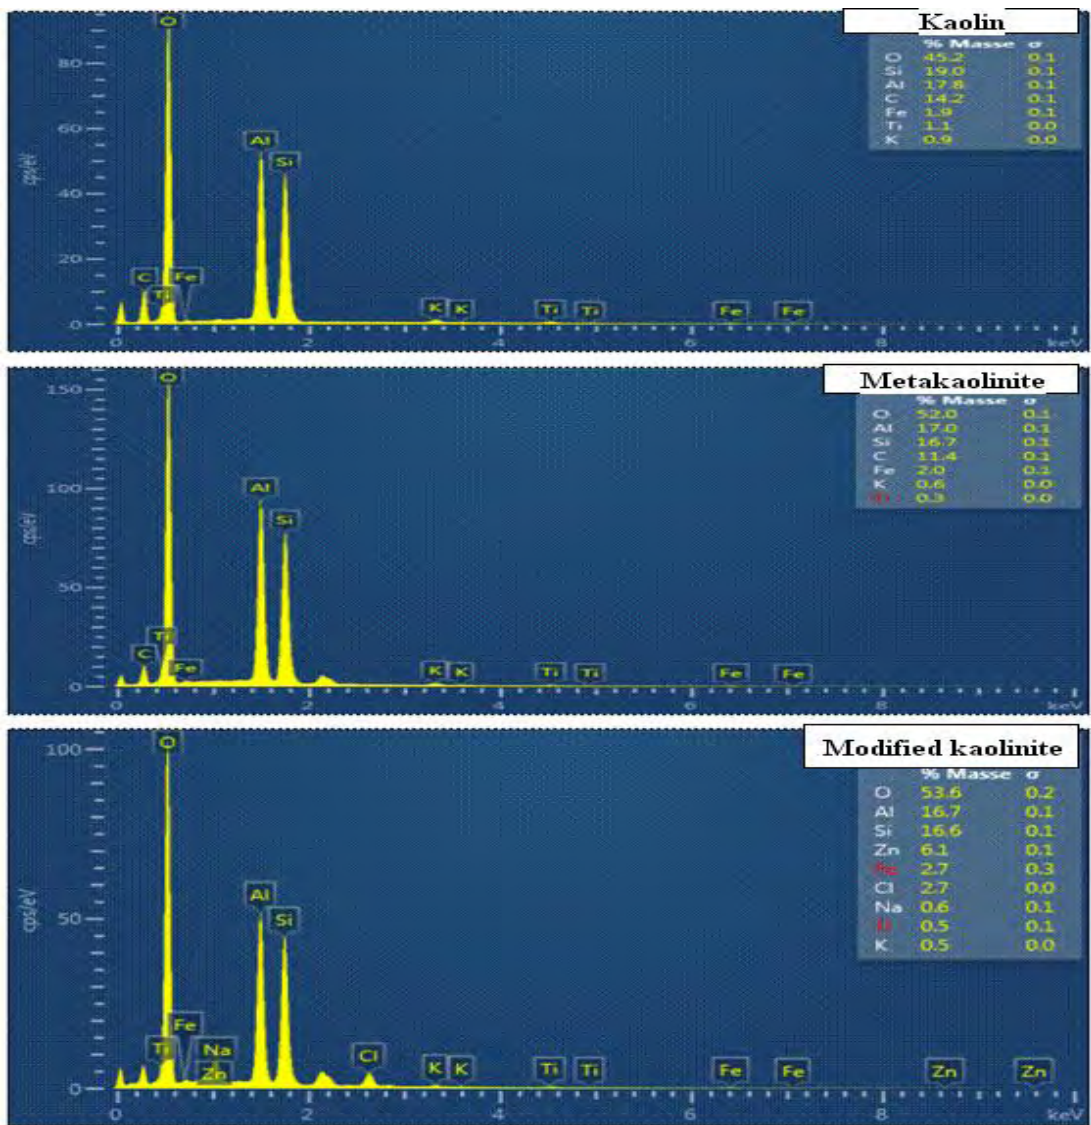 Kaolin
% Masse σ
O 45.2 0.1
Si 19.0 0.1
Al 17.8 0.1
C 14.2 0.1
Fe 1.9 0.1
Ti 1.1 0.0
K 0.9 0.0
O
Al
Si
C
Fe
Ti
K K Ti Ti Fe Fe
80
60
40
20
0
cps/eV
0 2 4 6 8 keV
Metakaolinite
% Masse σ
O 52.0 0.1
Al 17.0 0.1
Si 16.7 0.1
C 11.4 0.1
Fe 2.0 0.1
K 0.6 0.0
Ti 0.3 0.0
O
Al
Si
Ti
C
Fe
K K Ti Ti Fe Fe
150
100
50
0
cps/eV
0 2 4 6 8 keV
Modified kaolinite
% Masse σ
O 53.6 0.2
Al 16.7 0.1
Si 16.6 0.1
Zn 6.1 0.1
Fe 2.7 0.3
Cl 2.7 0.0
Na 0.6 0.1
0.5 0.1
K 0.5 0.0
O
Al
Si
Fe
Ti Na
Zn
Cl
K K Ti Ti Fe Fe Zn Zn
100
50
0
cps/eV
0 2 4 6 8 keV